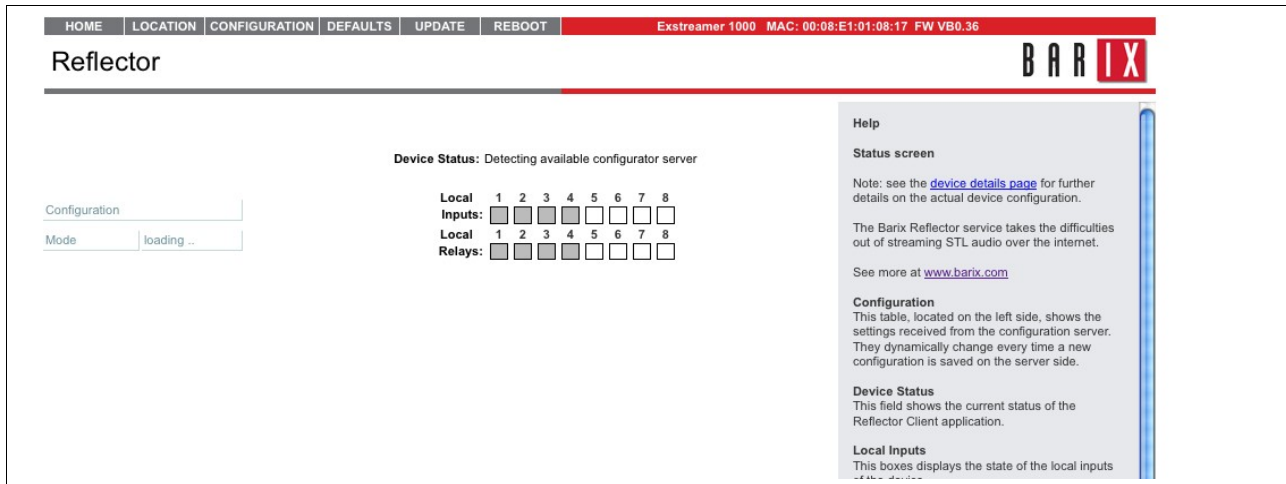 HOME LOCATION CONFIGURATION DEFAULTS UPDATE REBOOT Exstreamer 1000 MAC: 00:08:E1:01:08:17 FW VB0.36
Reflector
BARIX
Device Status: Detecting available configurator server
Local 1 2 3 4 5 6 7 8
Inputs:
Local 1 2 3 4 5 6 7 8
Relays:
Configuration
Mode loading ..
Help
Status screen
Note: see the device details page for further
details on the actual device configuration.
The Barix Reflector service takes the difficulties
out of streaming STL audio over the internet.
See more at www.barix.com
Configuration
This table, located on the left side, shows the
settings received from the configuration server.
They dynamically change every time a new
configuration is saved on the server side.
Device Status
This field shows the current status of the
Reflector Client application.
Local Inputs
This boxes displays the state of the local inputs
of the device